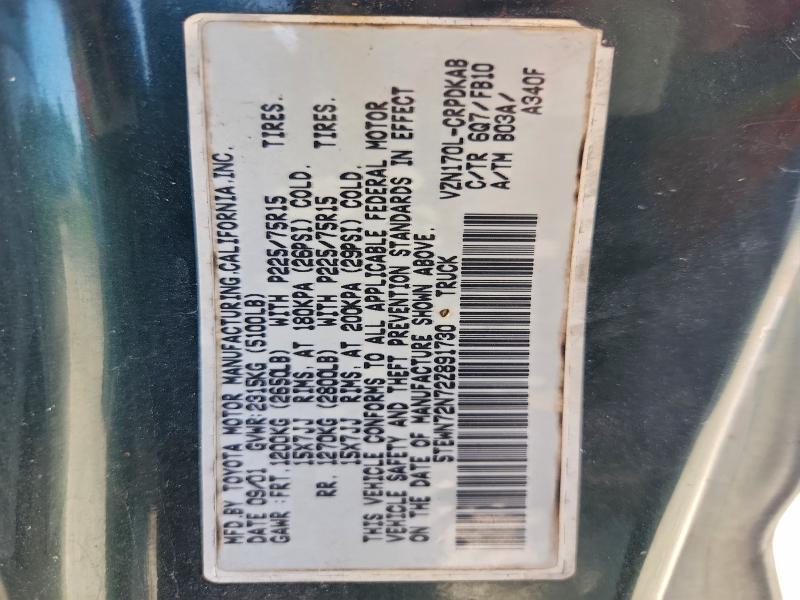 MFD.BY TOYOTA MOTOR MANUFACTURING.CALIFORNIA.INC.
DATE 09/01 GVWR:2315KG (5100LB)
GAWR :FRT.1200KG (2650LB) WITH P225/75R15 TIRES.
15X7JJ RIMS. AT 180KPA (26PSI) COLD.
RR. 1270KG (2800LB) WITH P225/75R15 TIRES.
15X7JJ RIMS. AT 200KPA (29PSI) COLD.
THIS VEHICLE CONFORMS TO ALL APPLICABLE FEDERAL MOTOR
VEHICLE SAFETY AND THEFT PREVENTION STANDARDS IN EFFECT
ON THE DATE OF MANUFACTURE SHOWN ABOVE.
5TEWN72N72Z891730 TRUCK
VZN170L-CRPDKAB
C/TR 6Q7/FB10
A/TM B03A/
A340F